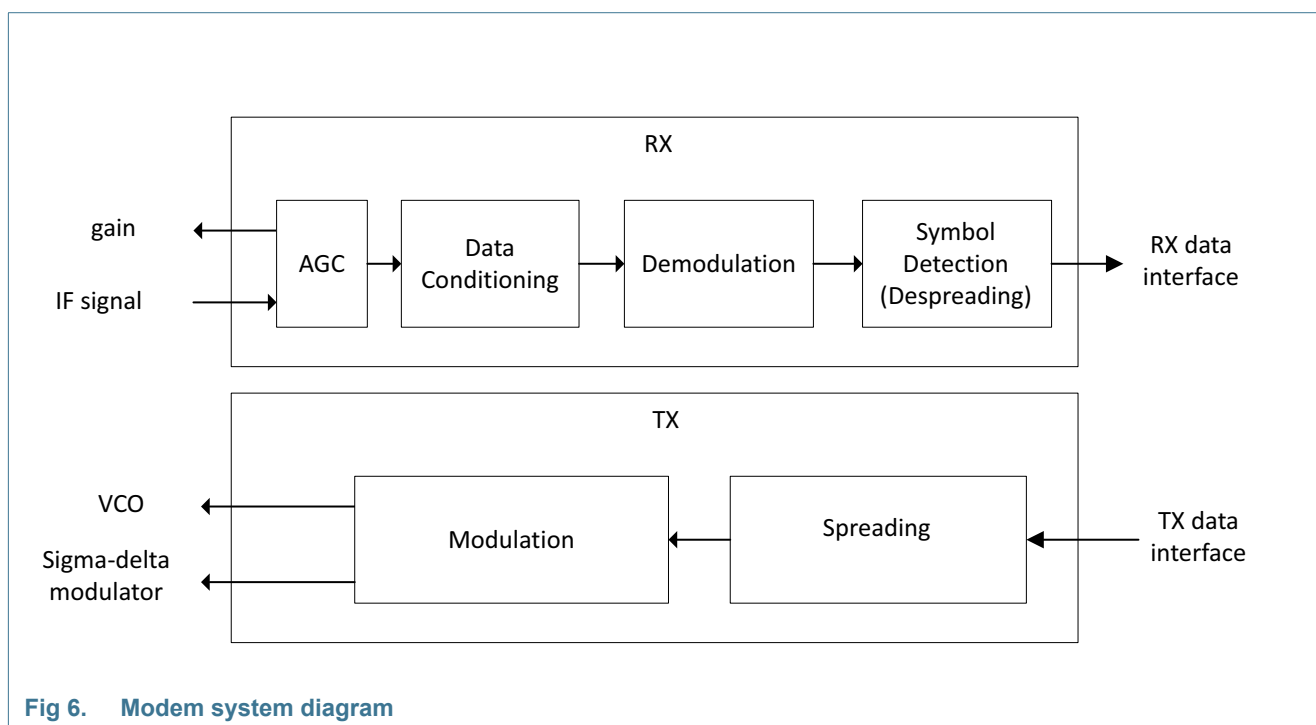 RX
gain
IF signal
AGC
Data
Conditioning
Demodulation
Symbol
Detection
(Despreading)
RX data
interface
TX
VCO
Sigma-delta
modulator
Modulation
Spreading
TX data
interface
Fig 6. Modem system diagram